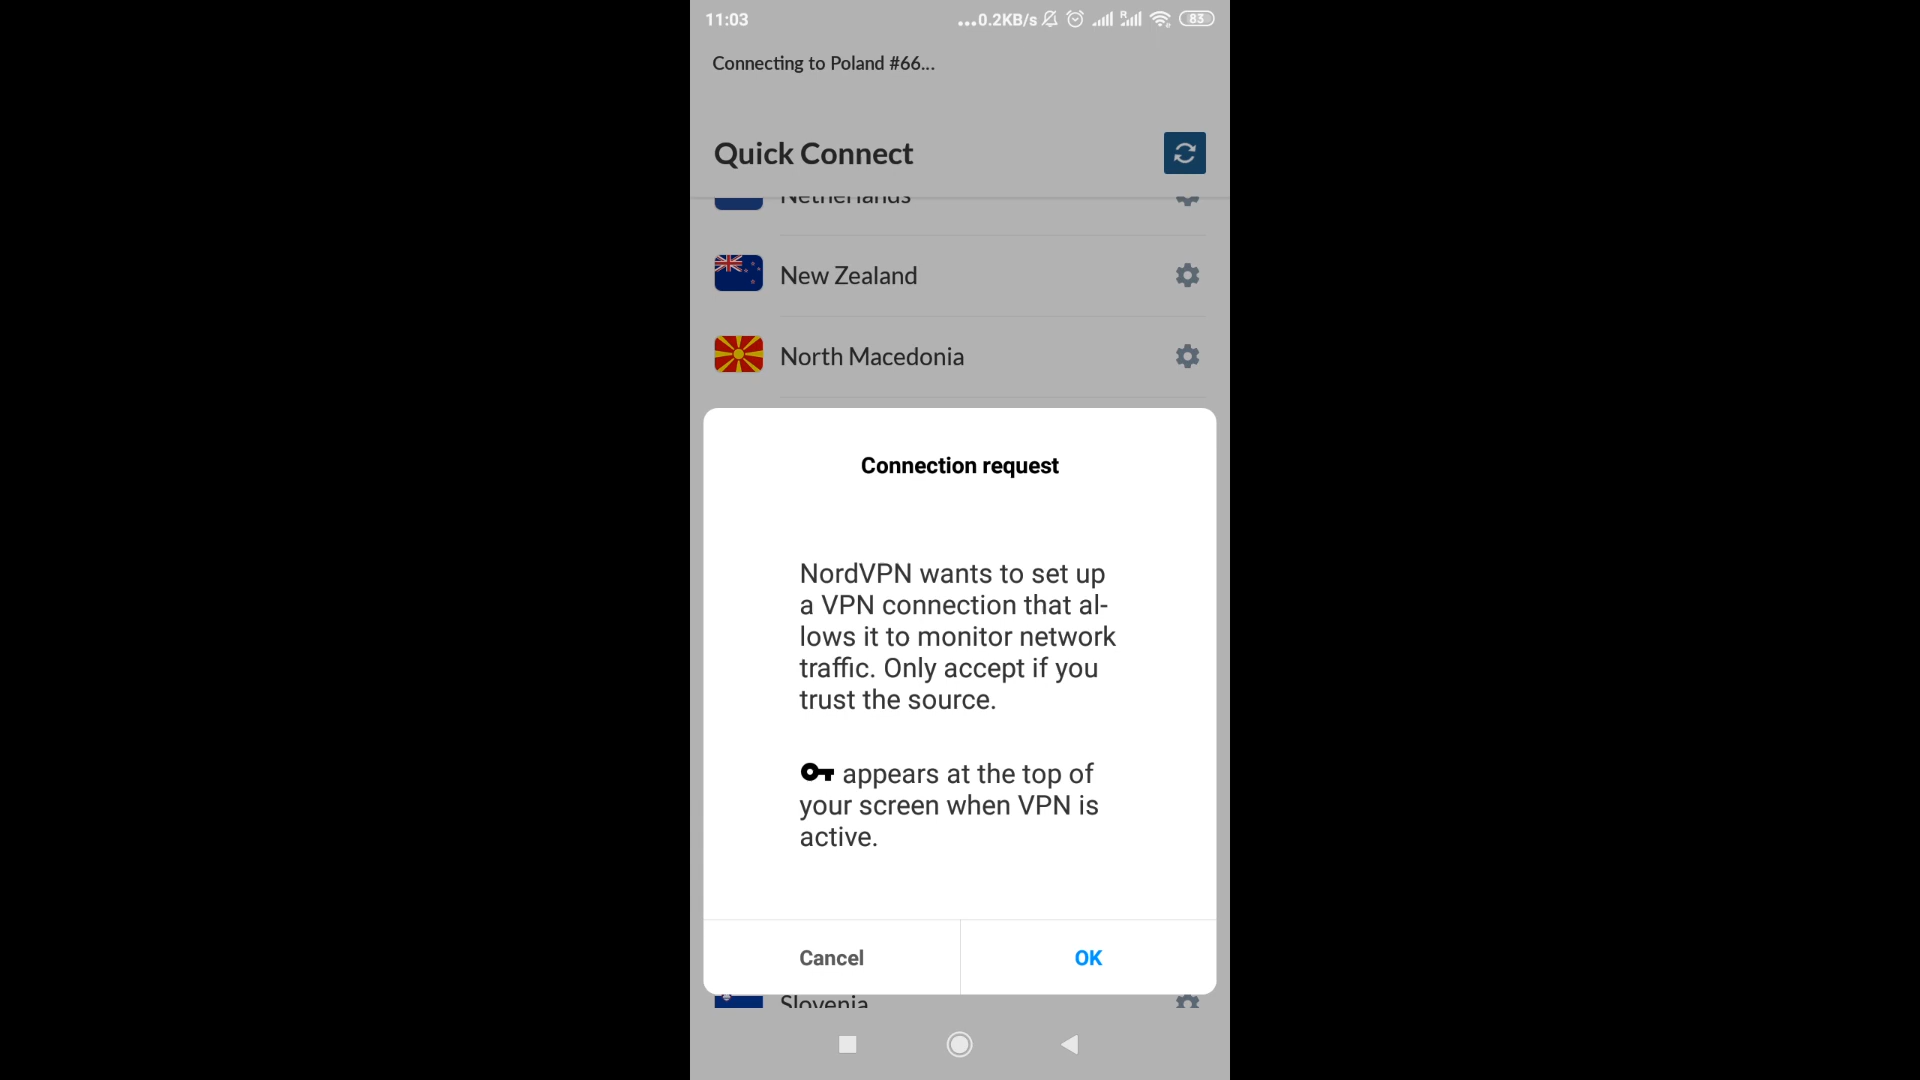 11:03
...0.2KB/s
R
83
Connecting to Poland #66...
Quick Connect
Netherlands
New Zealand
North Macedonia
Connection request
NordVPN wants to set up
a VPN connection that al-
lows it to monitor network
traffic. Only accept if you
trust the source.
appears at the top of
your screen when VPN is
active.
Cancel
OK
Slovenia